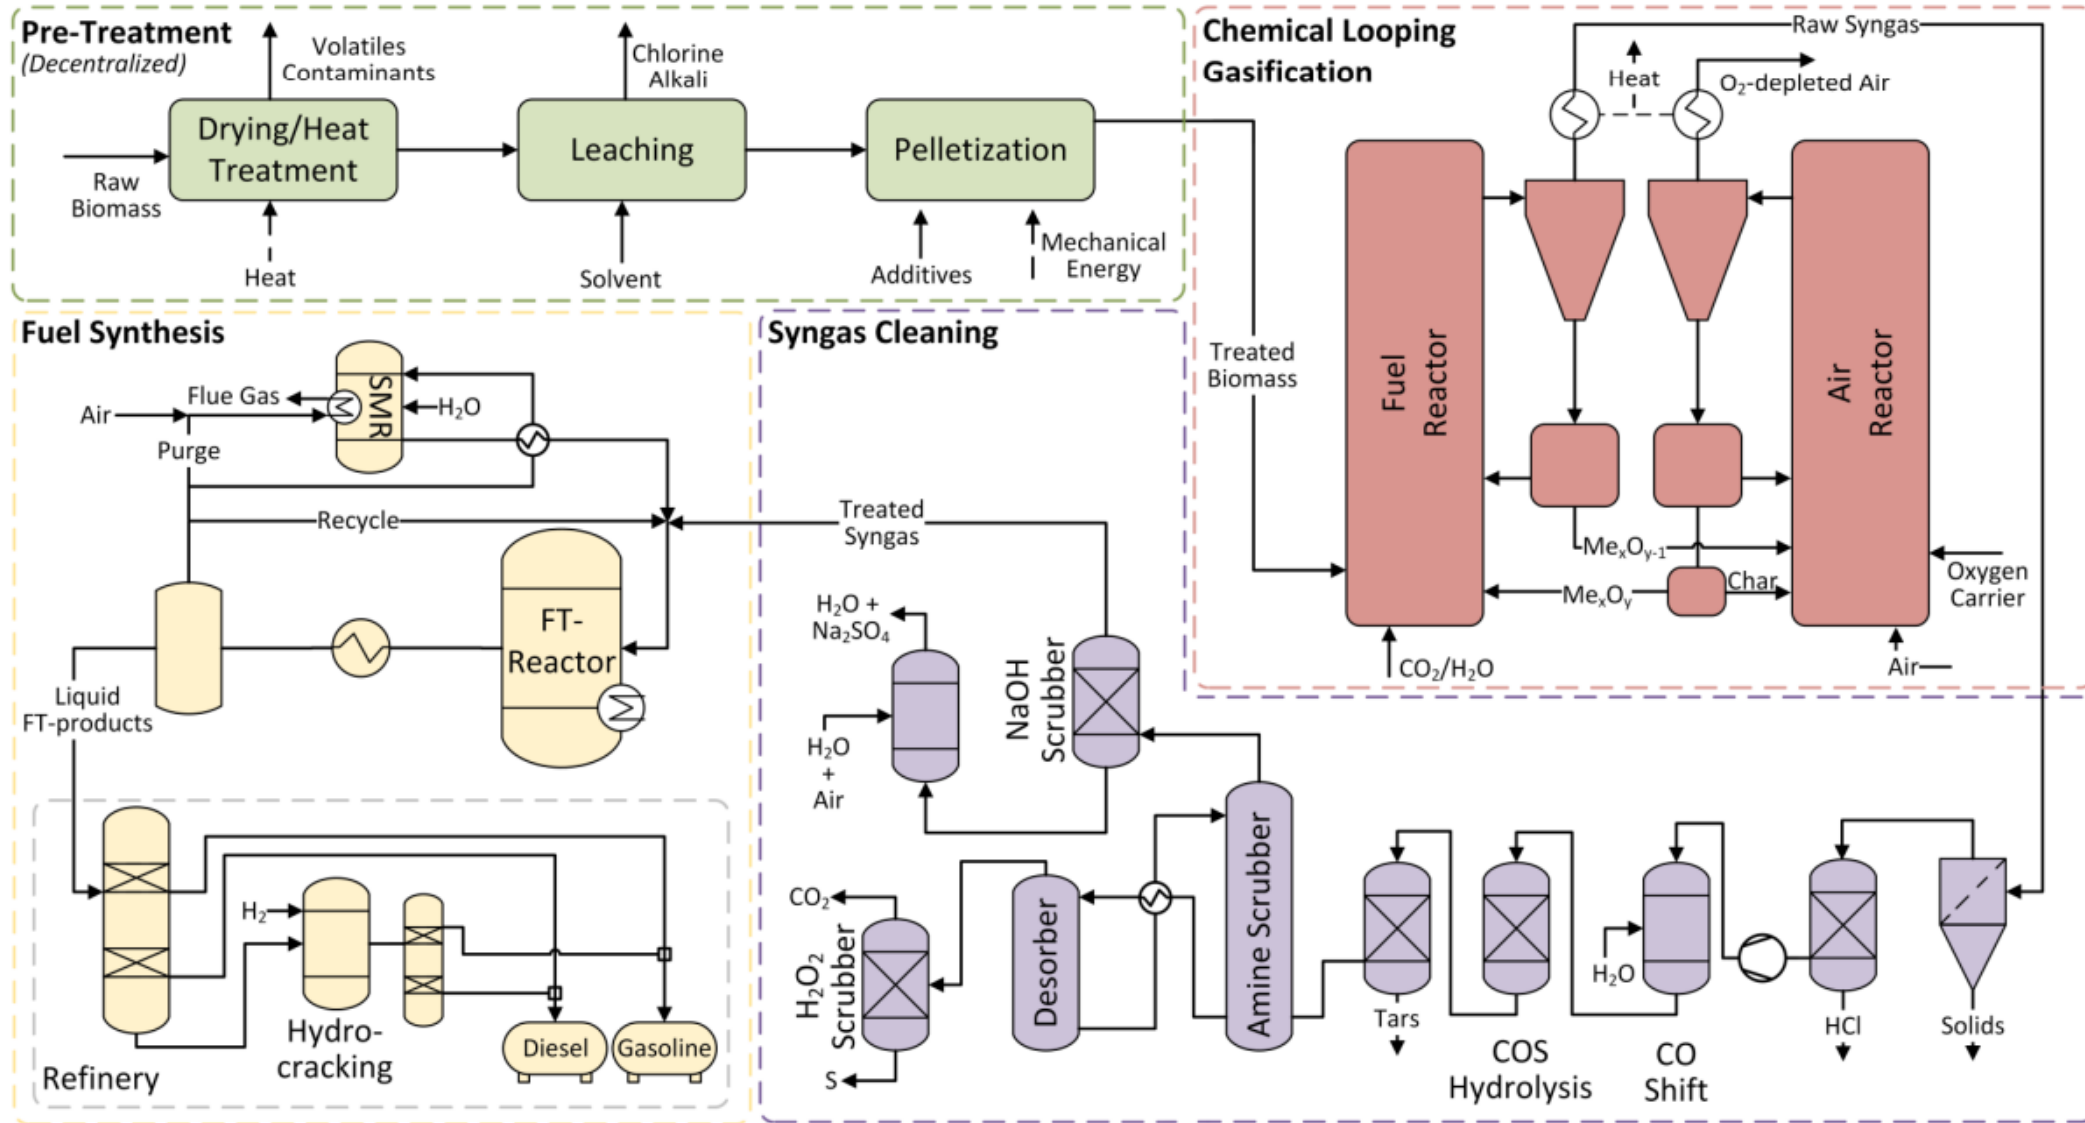 Pre-Treatment
(Decentralized)
Volatiles
Contaminants
Chlorine
Alkali
Drying/Heat
Treatment
Leaching
Pelletization
Raw
Biomass
Heat
Solvent
Additives
Mechanical
Energy
Chemical Looping
Gasification
Raw Syngas
Heat
O₂-depleted Air
Fuel
Reactor
Air
Reactor
Treated
Biomass
MeₓOᵧ₋₁
MeₓOᵧ
Char
Oxygen
Carrier
CO₂/H₂O
Air
Fuel Synthesis
Flue Gas
Air
SMR
H₂O
Purge
Recycle
FT-
Reactor
Liquid
FT-products
H₂
Hydro-
cracking
Refinery
Diesel
Gasoline
Syngas Cleaning
Treated
Syngas
H₂O +
Na₂SO₄
NaOH
Scrubber
H₂O
+
Air
CO₂
H₂O₂
Scrubber
S
Desorber
Amine Scrubber
Tars
COS
Hydrolysis
H₂O
CO
Shift
HCl
Solids